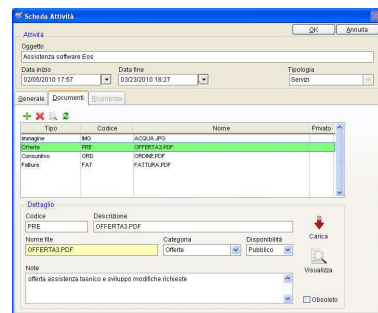 Scheda Attività
Attività
OK
Annulla
Oggetto
Assistenza software Eos
Data inizio
Data fine
Tipologia
02/05/2010 17:57
03/23/2010 18:27
Servizi
Generale
Documenti
Ricorrenza
Tipo
Codice
Nome
Privato
Immagine
IMG
ACQUA.JPG
Offerte
PRE
OFFERTA3.PDF
Consuntivo
ORD
ORDINE.PDF
Fatture
FAT
FATTURA.PDF
Dettaglio
Codice
Descrizione
PRE
OFFERTA3.PDF
Carica
Nome file
Categoria
Disponibilità
OFFERTA3.PDF
Offerte
Pubblico
Visualizza
Note
offerta assistenza tasnico e sviluppo modifiche richieste
Obsoleto